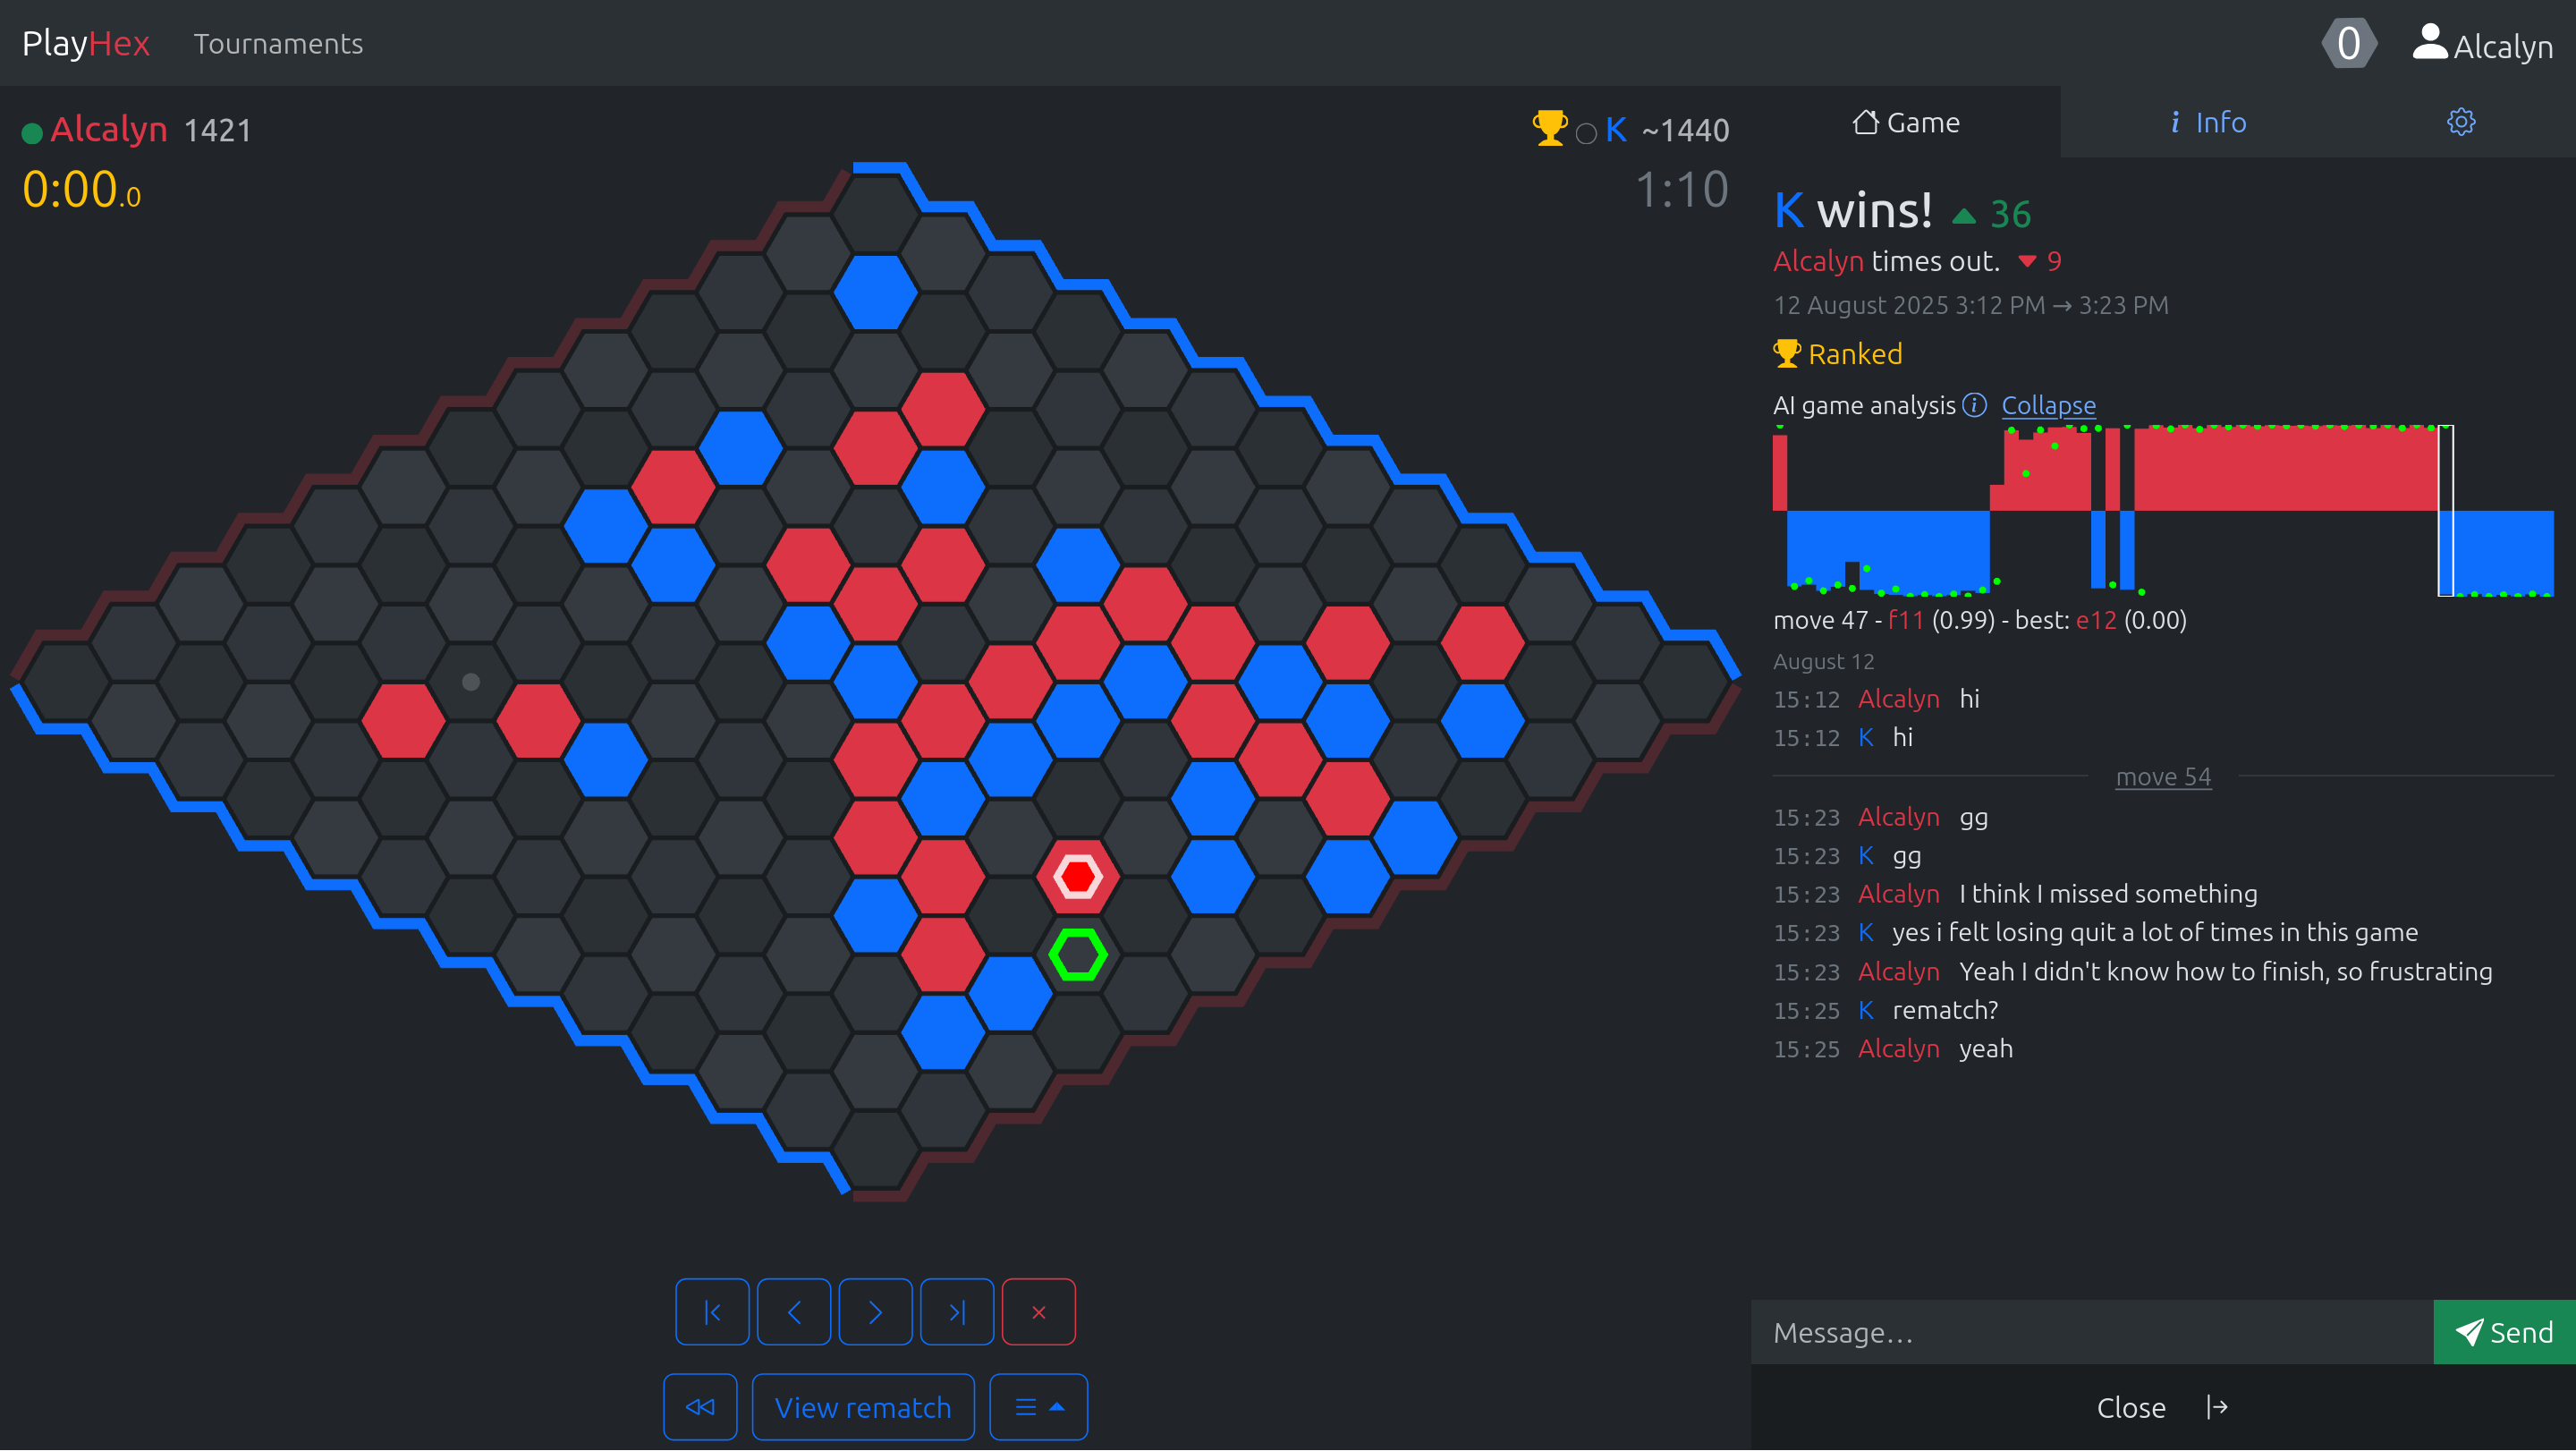 PlayHex Tournaments 0 Alcalyn
Alcalyn 1421
K ~1440
0:00.0
1:10
Game
i Info
K wins! 36
Alcalyn times out. 9
12 August 2025 3:12 PM → 3:23 PM
Ranked
AI game analysis i Collapse
move 47 - f11 (0.99) - best: e12 (0.00)
August 12
15:12 Alcalyn hi
15:12 K hi
move 54
15:23 Alcalyn gg
15:23 K gg
15:23 Alcalyn I think I missed something
15:23 K yes i felt losing quit a lot of times in this game
15:23 Alcalyn Yeah I didn't know how to finish, so frustrating
15:25 K rematch?
15:25 Alcalyn yeah
Message...
Send
View rematch
Close